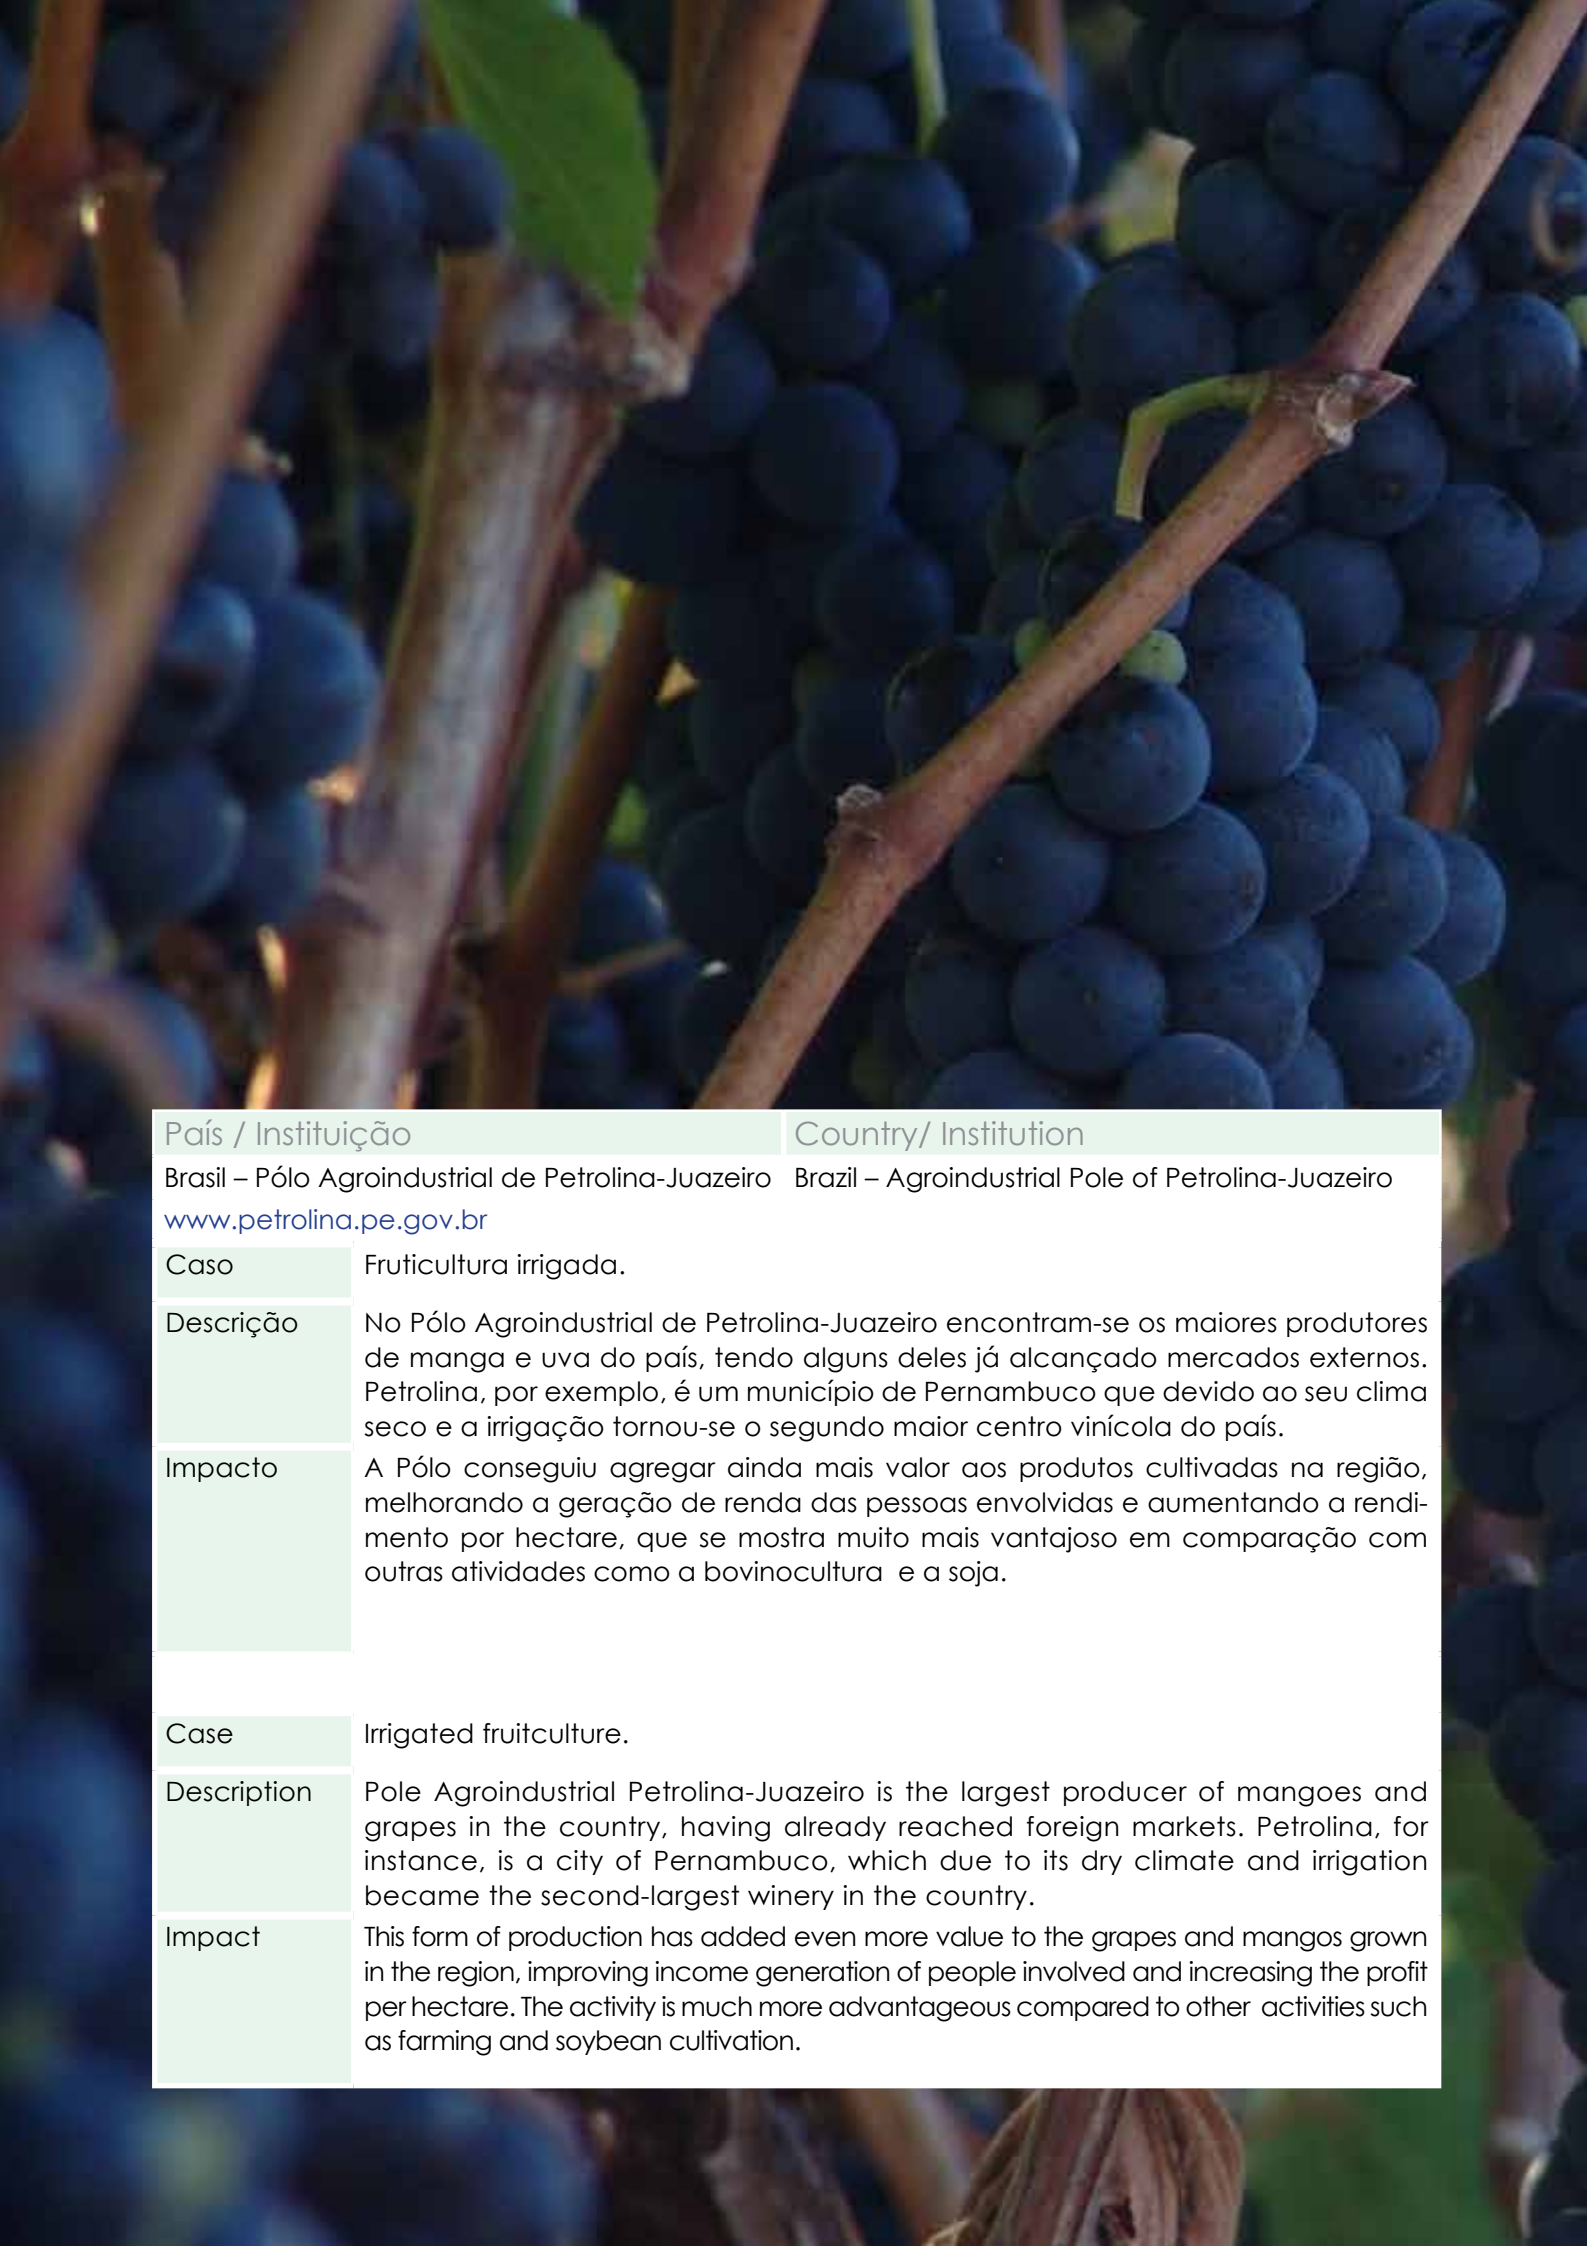 País / Instituição
Country/ Institution
Brasil – Pólo Agroindustrial de Petrolina-Juazeiro
Brazil – Agroindustrial Pole of Petrolina-Juazeiro
www.petrolina.pe.gov.br
Caso
Fruticultura irrigada.
Descrição
No Pólo Agroindustrial de Petrolina-Juazeiro encontram-se os maiores produtores
de manga e uva do país, tendo alguns deles já alcançado mercados externos.
Petrolina, por exemplo, é um município de Pernambuco que devido ao seu clima
seco e a irrigação tornou-se o segundo maior centro vinícola do país.
Impacto
A Pólo conseguiu agregar ainda mais valor aos produtos cultivadas na região,
melhorando a geração de renda das pessoas envolvidas e aumentando a rendi-
mento por hectare, que se mostra muito mais vantajoso em comparação com
outras atividades como a bovinocultura e a soja.
Case
Irrigated fruitculture.
Description
Pole Agroindustrial Petrolina-Juazeiro is the largest producer of mangoes and
grapes in the country, having already reached foreign markets. Petrolina, for
instance, is a city of Pernambuco, which due to its dry climate and irrigation
became the second-largest winery in the country.
Impact
This form of production has added even more value to the grapes and mangos grown
in the region, improving income generation of people involved and increasing the profit
per hectare. The activity is much more advantageous compared to other activities such
as farming and soybean cultivation.